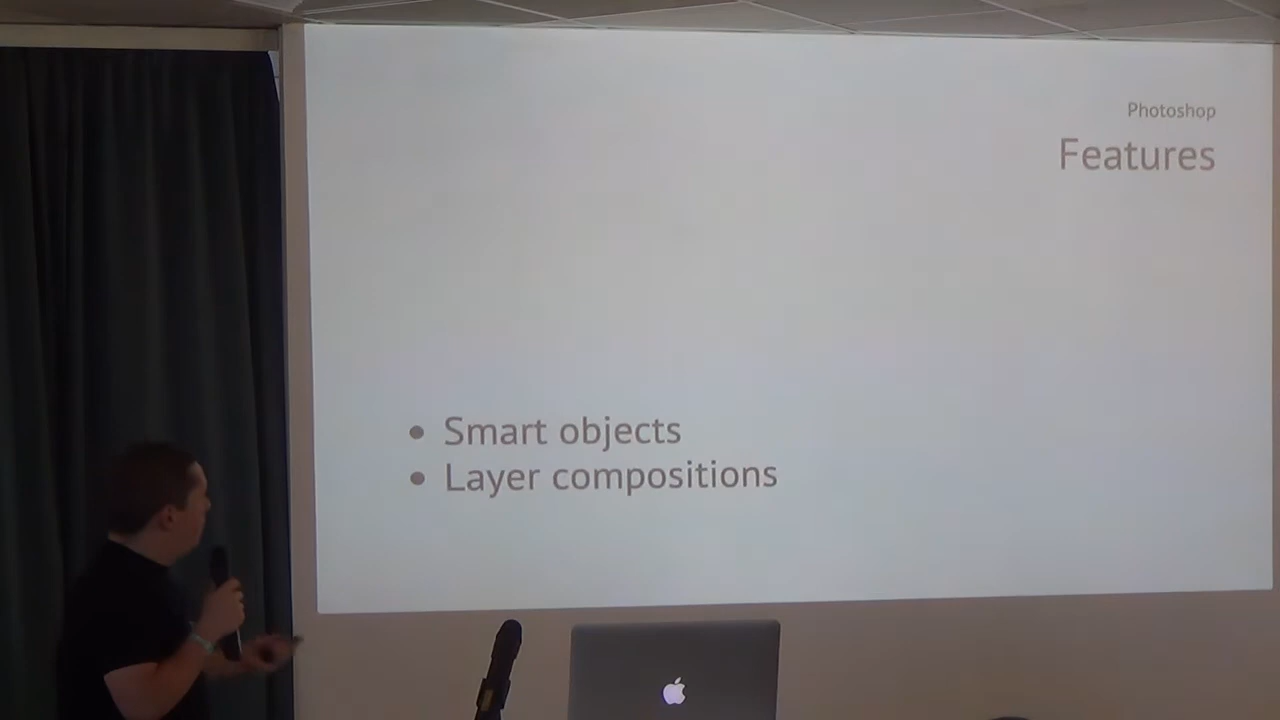 Photoshop
Features
• Smart objects
• Layer compositions